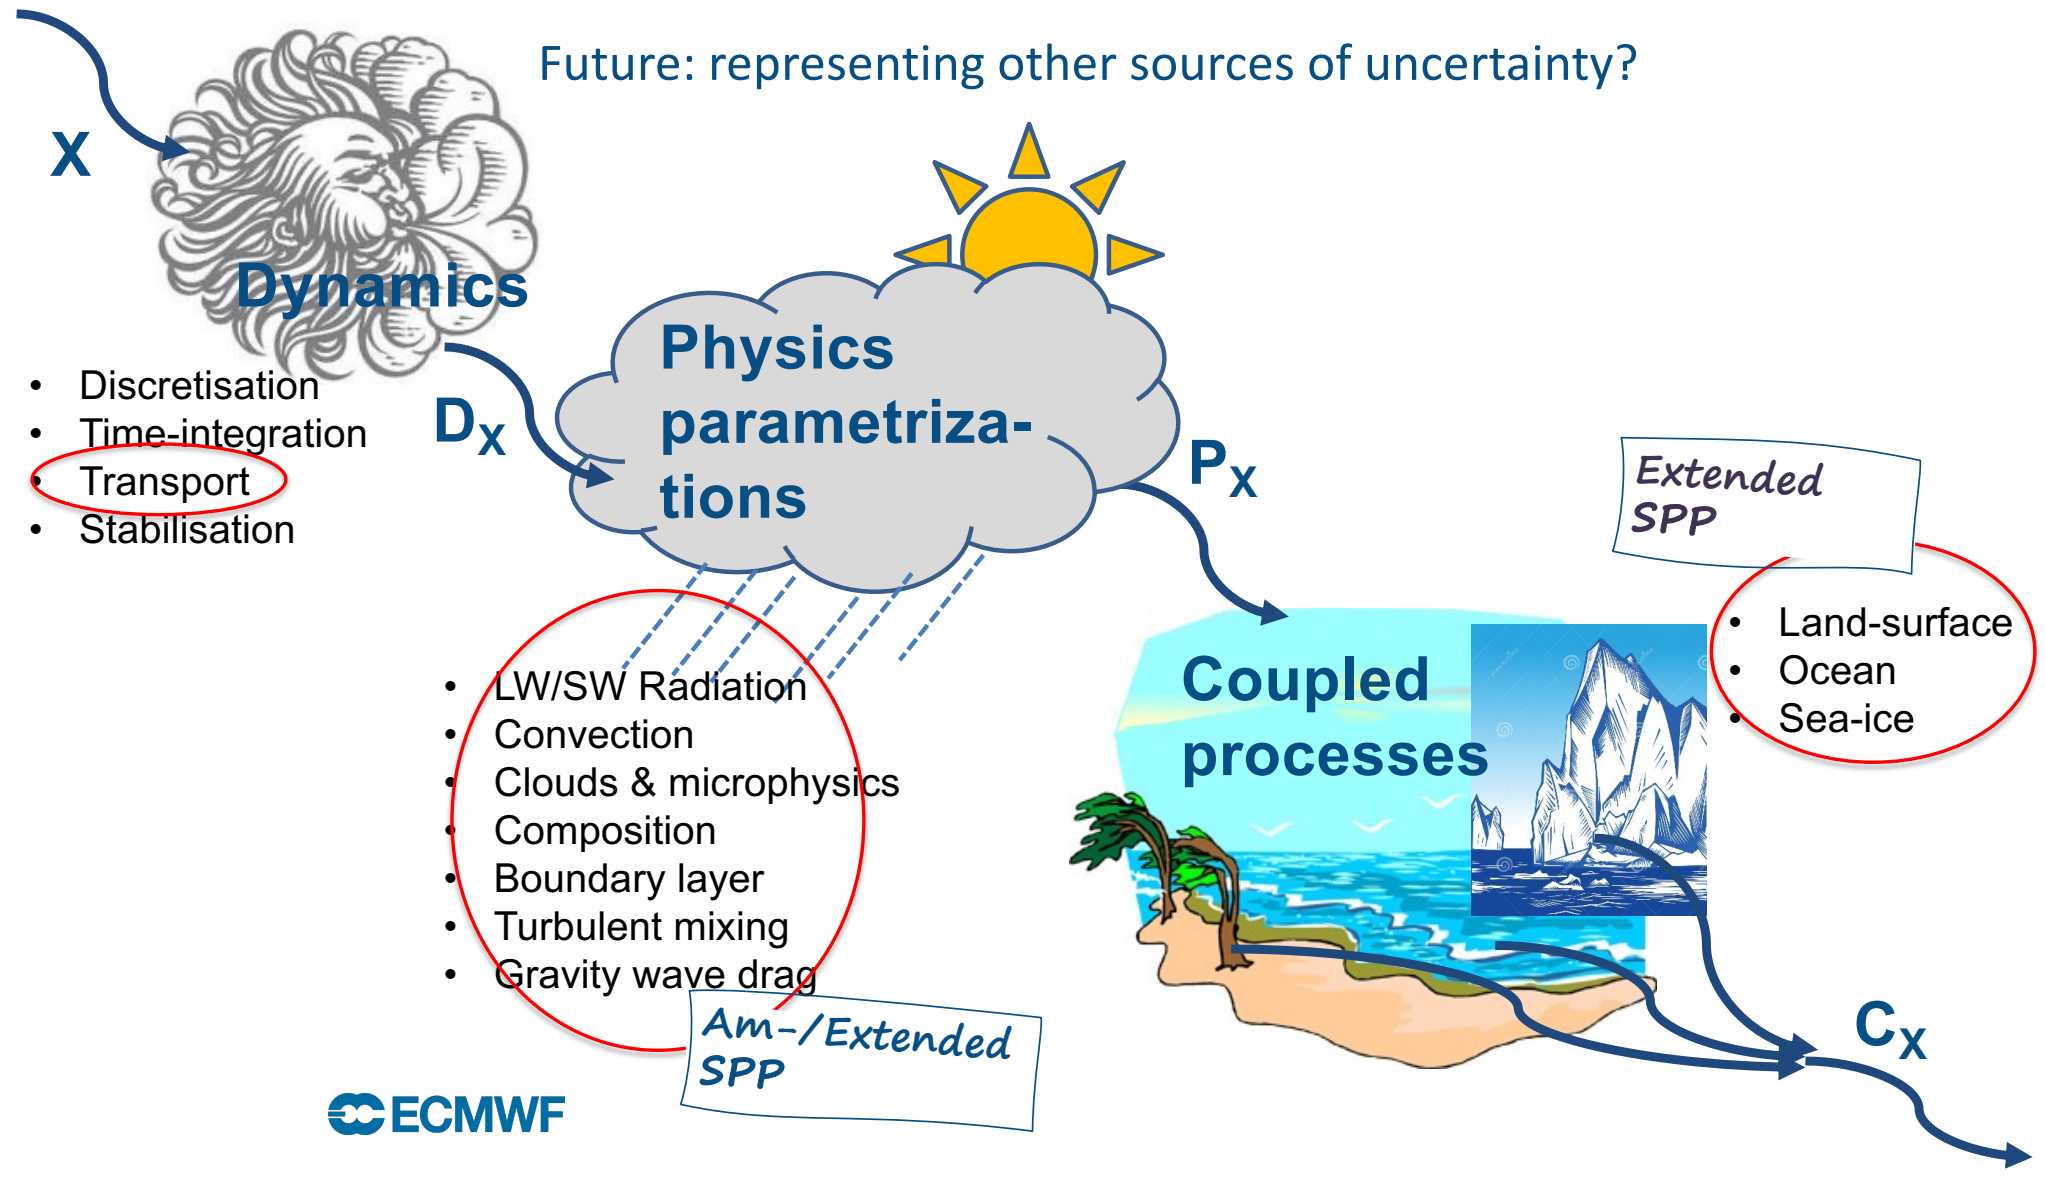 Future: representing other sources of uncertainty?
X
Dynamics
• Discretisation
• Time-integration
• Transport
• Stabilisation
DX
Physics
parametriza-
tions
PX
• LW/SW Radiation
• Convection
• Clouds & microphysics
• Composition
• Boundary layer
• Turbulent mixing
• Gravity wave drag
Am-/Extended
SPP
Coupled
processes
Extended
SPP
• Land-surface
• Ocean
• Sea-ice
CX
ECMWF